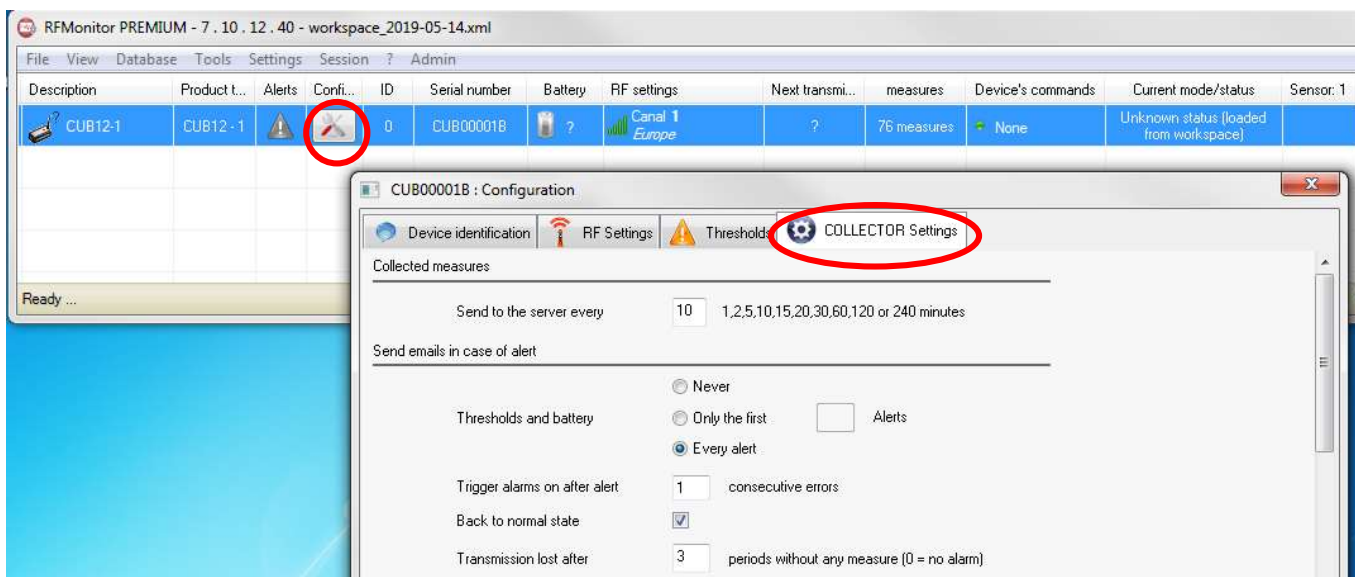 RFMonitor PREMIUM - 7 . 10 . 12 . 40 - workspace_2019-05-14.xml
File View Database Tools Settings Session ? Admin
Description Product t... Alerts Confi... ID Serial number Battery RF settings Next transmi... measures Device's commands Current mode/status Sensor: 1
CUB12-1 CUB12 - 1 0 CUB00001B ? Canal 1 ? 76 measures None Unknown status (loaded
Europe from workspace)
CUB00001B : Configuration X
Device identification RF Settings Thresholds COLLECTOR Settings
Collected measures
Ready ...
Send to the server every 10 1,2,5,10,15,20,30,60,120 or 240 minutes
Send emails in case of alert
Never
Thresholds and battery Only the first Alerts
Every alert
Trigger alarms on after alert 1 consecutive errors
Back to normal state
Transmission lost after 3 periods without any measure (0 = no alarm)